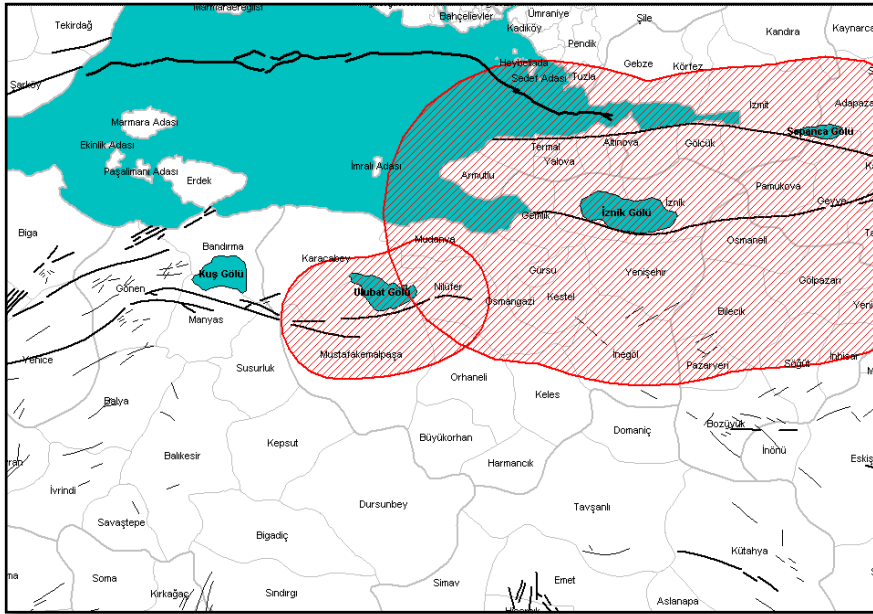 Marmaraereğlisi
Bahçelievler
Ümraniye
Kadıköy
Şile
Tekirdağ
Kandıra
Kaynarca
Pendik
Gebze
Körfez
Heybeliada
Sedef Adası
Tuzla
Şarköy
İzmit
Marmara Adası
Sapanca Gölü
Ekinlik Adası
Termal
Altınova
Gölcük
Yalova
Paşalimanı Adası
İmralı Adası
Armutlu
Erdek
Pamukova
Geyve
İznik
İznik Gölü
Gemlik
Biga
Mudanya
Osmaneli
Bandırma
Karacabey
Kuş Gölü
Gürsu
Yenişehir
Gölpazarı
Gönen
Ulubat Gölü
Nilüfer
Kestel
Osmangazi
Bilecik
Manyas
Mustafakemalpaşa
İnegöl
İnhisar
Yenice
Susurluk
Pazaryeri
Söğüt
Orhaneli
Keles
Balya
Büyükorhan
Domaniç
Bozüyük
Kepsut
İnönü
Balıkesir
Harmancık
İvrindi
Dursunbey
Tavşanlı
Savaştepe
Bigadiç
Kütahya
Soma
Simav
Emet
Kırkağaç
Sındırgı
Aslanapa